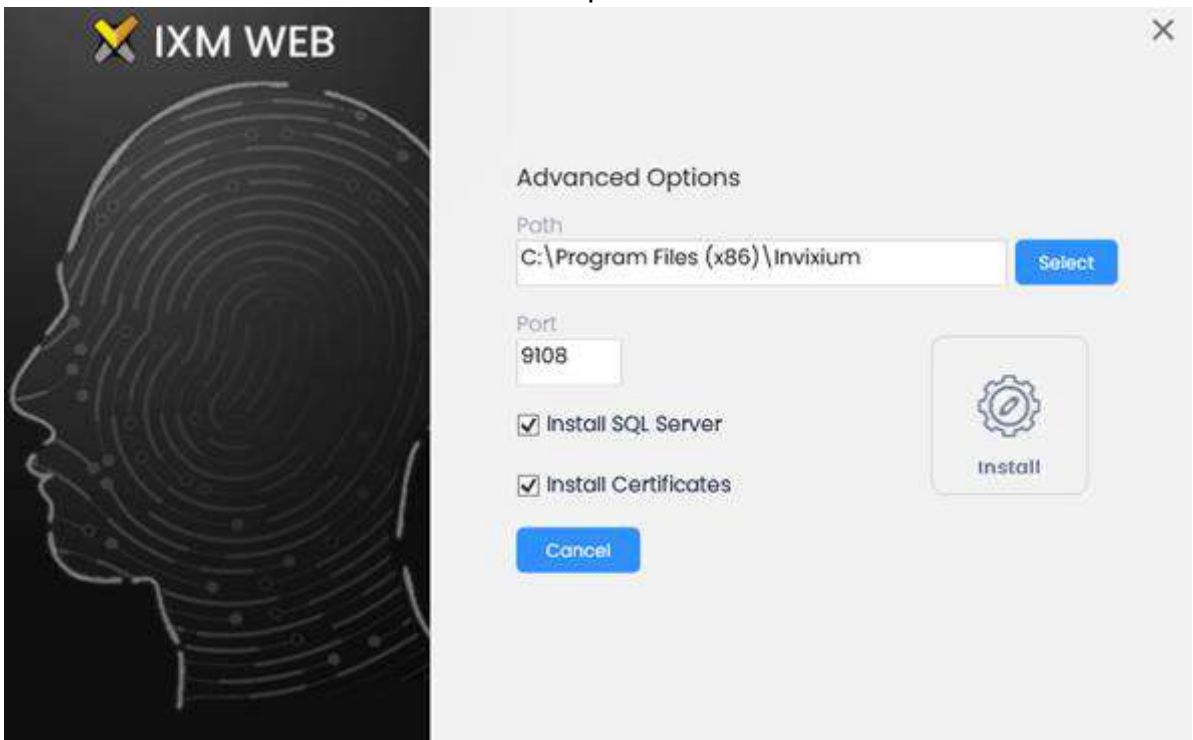 IXM WEB
Advanced Options
Path
C:\Program Files (x86)\Invixium
Select
Port
9108
Install SQL Server
Install Certificates
Install
Cancel